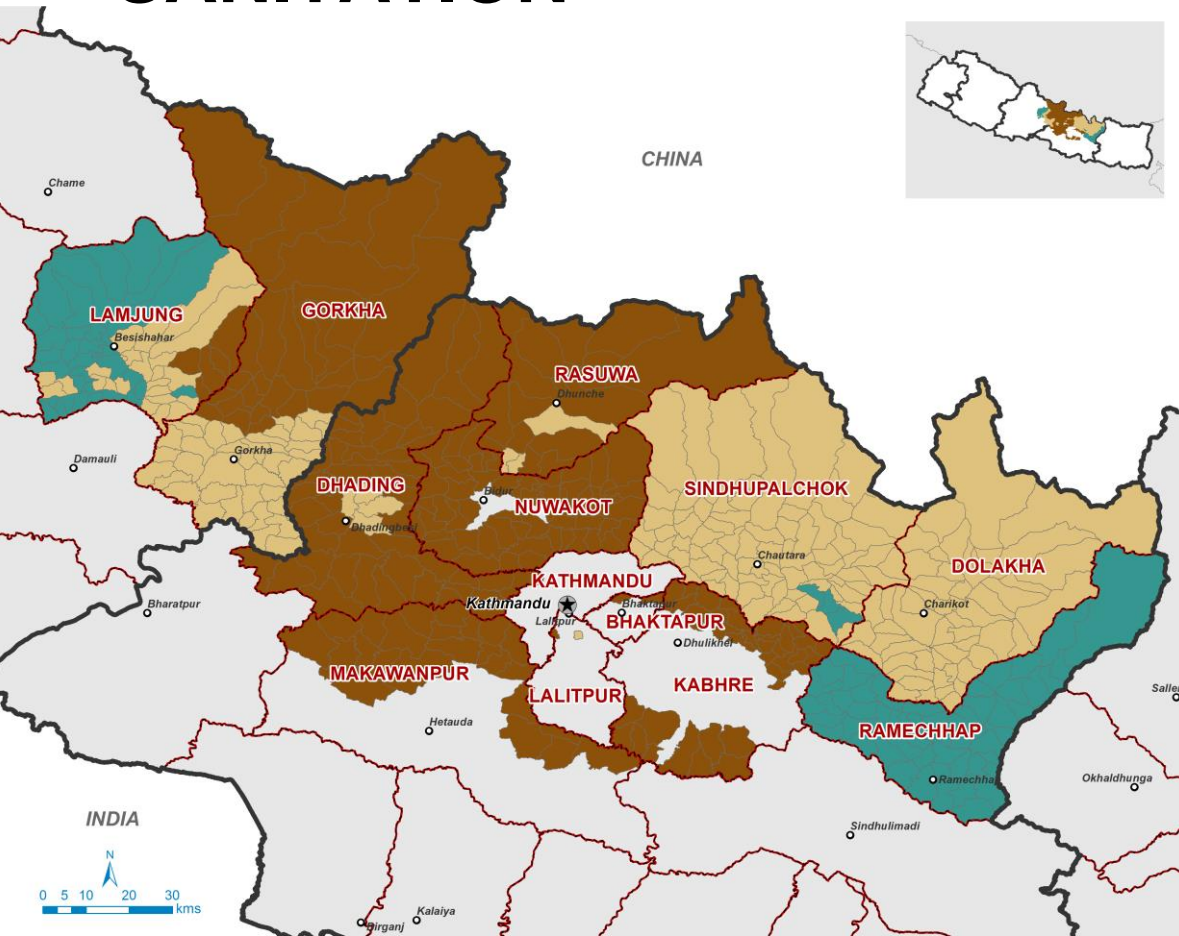 SANITATION
CHINA
Chame
LAMJUNG
GORKHA
Besishahar
RASUWA
Dhunche
Gorkha
Damauli
DHADING
SINDHUPALCHOK
Bidur
NUWAKOT
Dhadingbesi
Chautara
DOLAKHA
KATHMANDU
Kathmandu
Bhaktapur
Charikot
Bharatpur
Lalitpur
BHAKTAPUR
Dhulikhel
MAKAWANPUR
KABHRE
LALITPUR
Salleri
Hetauda
RAMECHHAP
Ramechhap
Okhaldhunga
INDIA
Sindhulimadi
N
0 5 10 20 30
kms
Kalaiya
Birganj